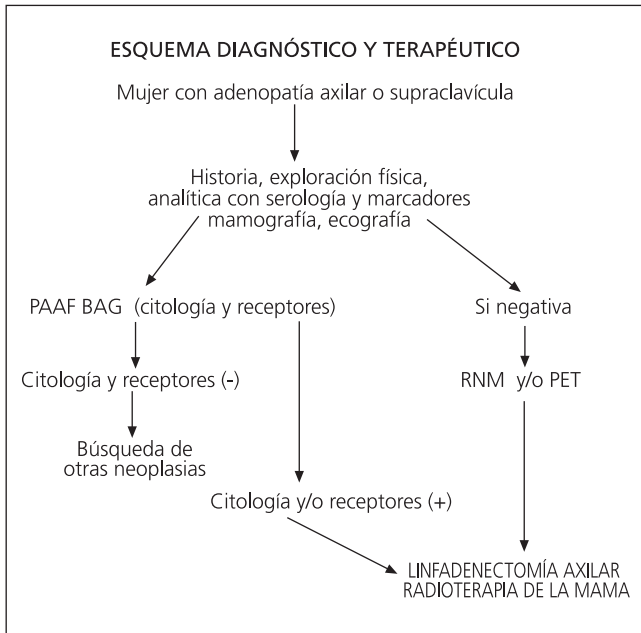 ESQUEMA DIAGNÓSTICO Y TERAPÉUTICO
Mujer con adenopatía axilar o supraclavícula
Historia, exploración física,
analítica con serología y marcadores
mamografía, ecografía
PAAF BAG (citología y receptores)
Si negativa
Citología y receptores (-)
RNM y/o PET
Búsqueda de
otras neoplasias
Citología y/o receptores (+)
LINFADENECTOMÍA AXILAR
RADIOTERAPIA DE LA MAMA